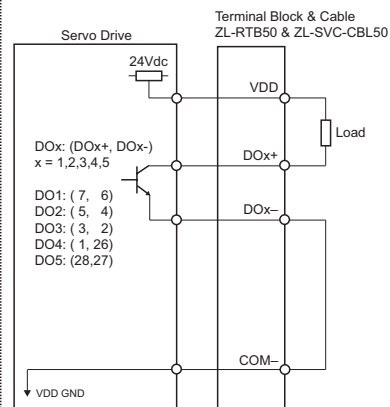 Terminal Block & Cable
ZL-RTB50 & ZL-SVC-CBL50
Servo Drive
24Vdc
VDD
Load
DOx: (DOx+, DOx-)
x = 1,2,3,4,5
DOx+
DO1: ( 7, 6)
DO2: ( 5, 4)
DO3: ( 3, 2)
DO4: ( 1, 26)
DO5: (28,27)
DOx–
COM–
VDD GND